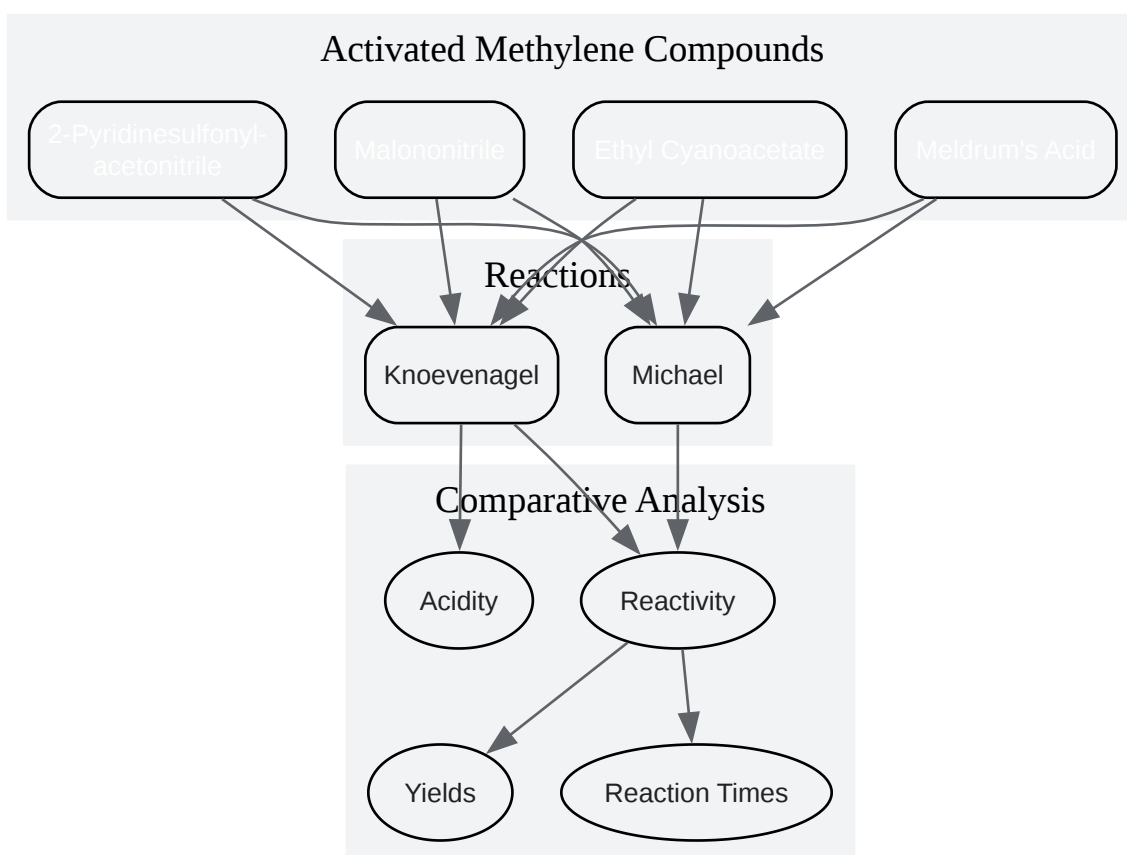 Activated Methylene Compounds
2-Pyridinesulfonyl-
acetonitrile
Malononitrile
Ethyl Cyanoacetate
Meldrum's Acid
Reactions
Knoevenagel
Michael
Comparative Analysis
Acidity
Reactivity
Yields
Reaction Times